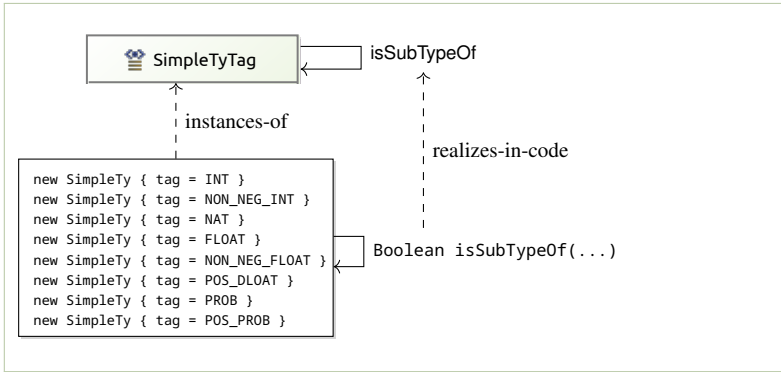 SimpleTyTag
isSubTypeOf
instances-of
realizes-in-code
new SimpleTy { tag = INT }
new SimpleTy { tag = NON_NEG_INT }
new SimpleTy { tag = NAT }
new SimpleTy { tag = FLOAT }
new SimpleTy { tag = NON_NEG_FLOAT }
new SimpleTy { tag = POS_DLOAT }
new SimpleTy { tag = PROB }
new SimpleTy { tag = POS_PROB }
Boolean isSubTypeOf(...)